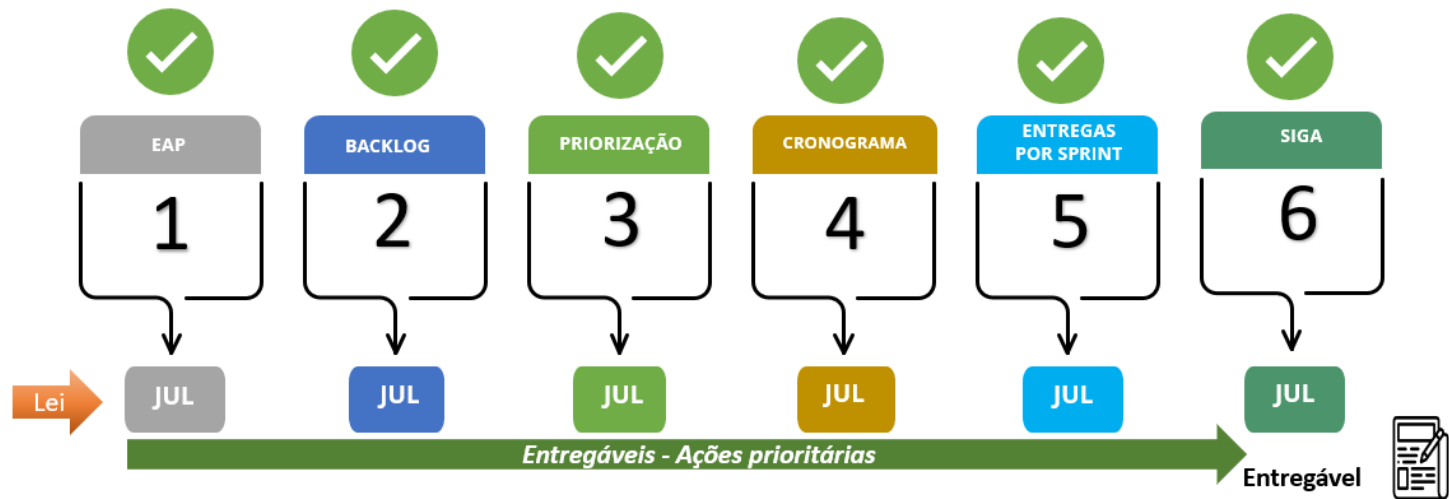 EAP
BACKLOG
PRIORIZAÇÃO
CRONOGRAMA
ENTREGAS
POR SPRINT
SIGA
1
2
3
4
5
6
Lei
JUL
JUL
JUL
JUL
JUL
JUL
Entregáveis - Ações prioritárias
Entregável